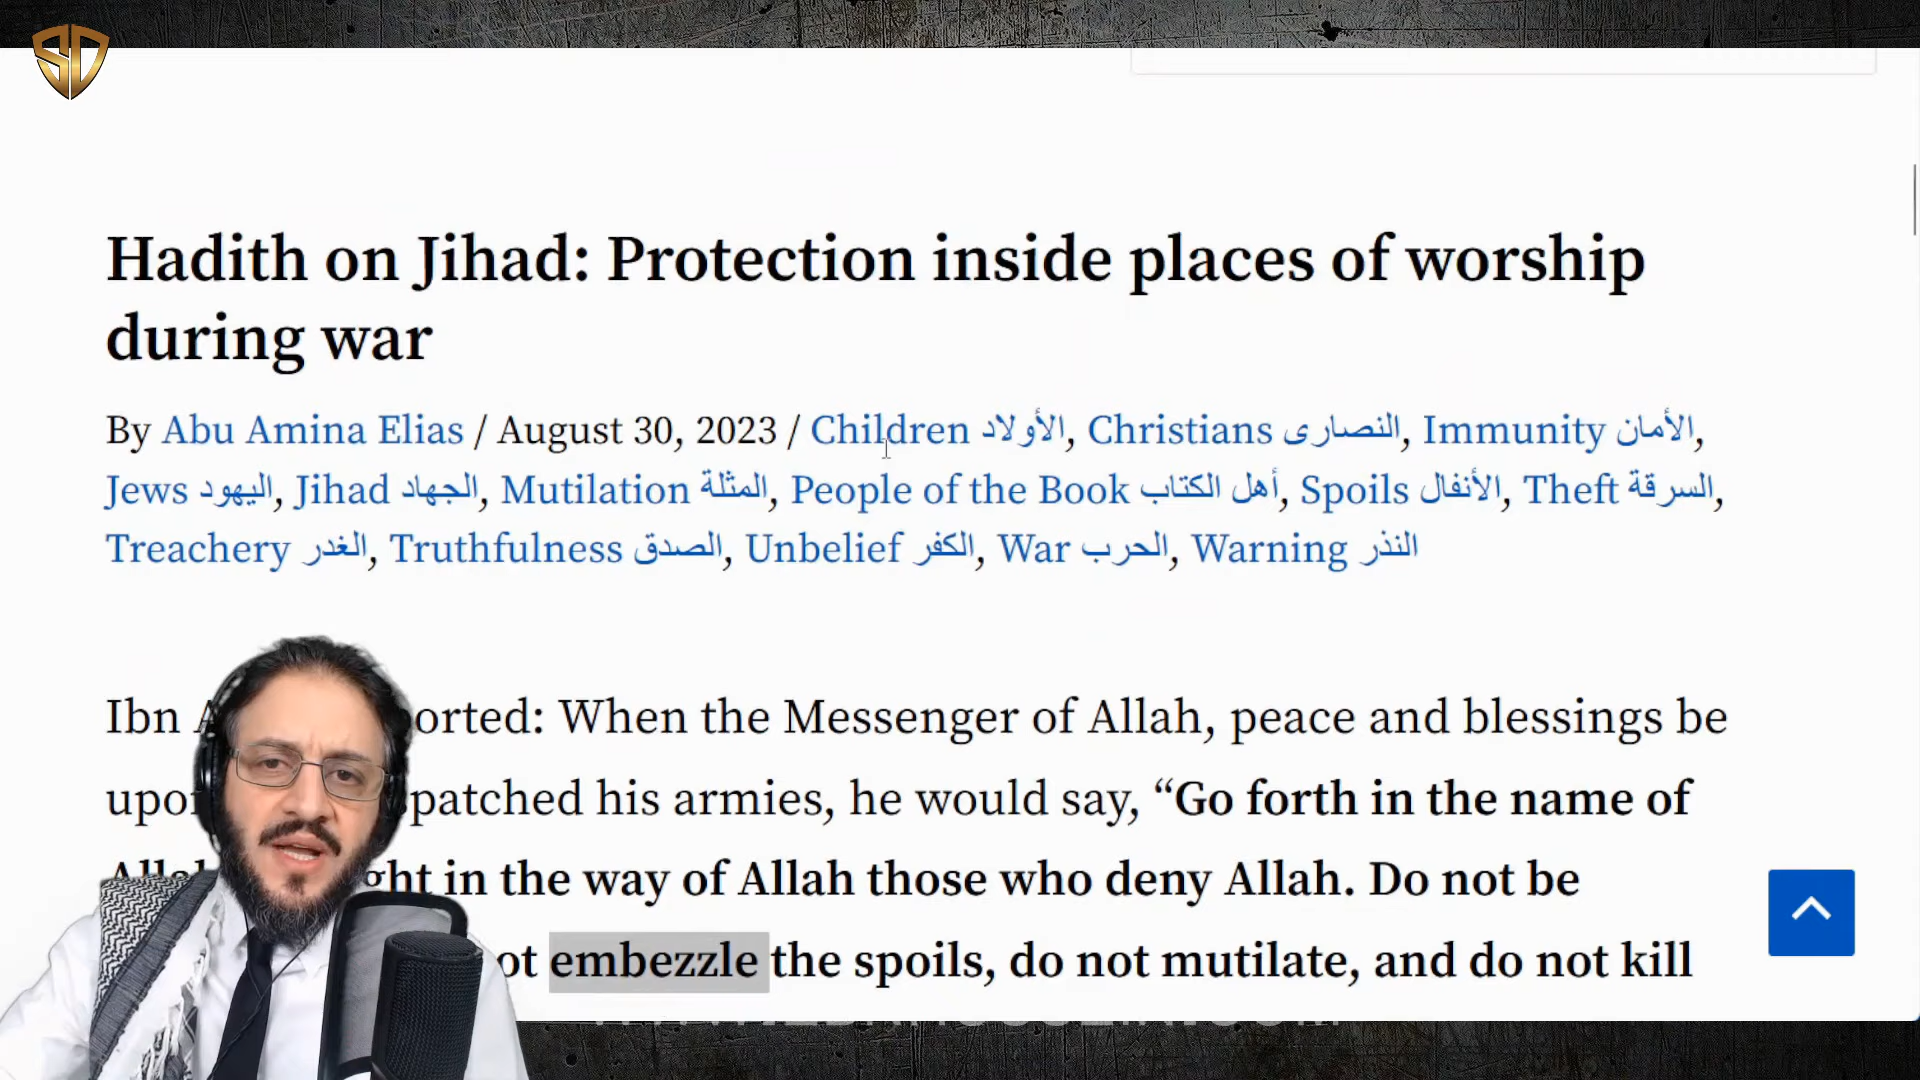 SD
Hadith on Jihad: Protection inside places of worship
during war
By Abu Amina Elias / August 30, 2023 / Children الأولاد, Christians النصارى, Immunity الأمان,
Jews اليهود, Jihad الجهاد, Mutilation المثلة, People of the Book أهل الكتاب, Spoils الأنفال, Theft السرقة,
Treachery الغدر, Truthfulness الصدق, Unbelief الكفر, War الحرب, Warning النذر
Ibn orted: When the Messenger of Allah, peace and blessings be
upo patched his armies, he would say, “Go forth in the name of
ght in the way of Allah those who deny Allah. Do not be
ot embezzle the spoils, do not mutilate, and do not kill